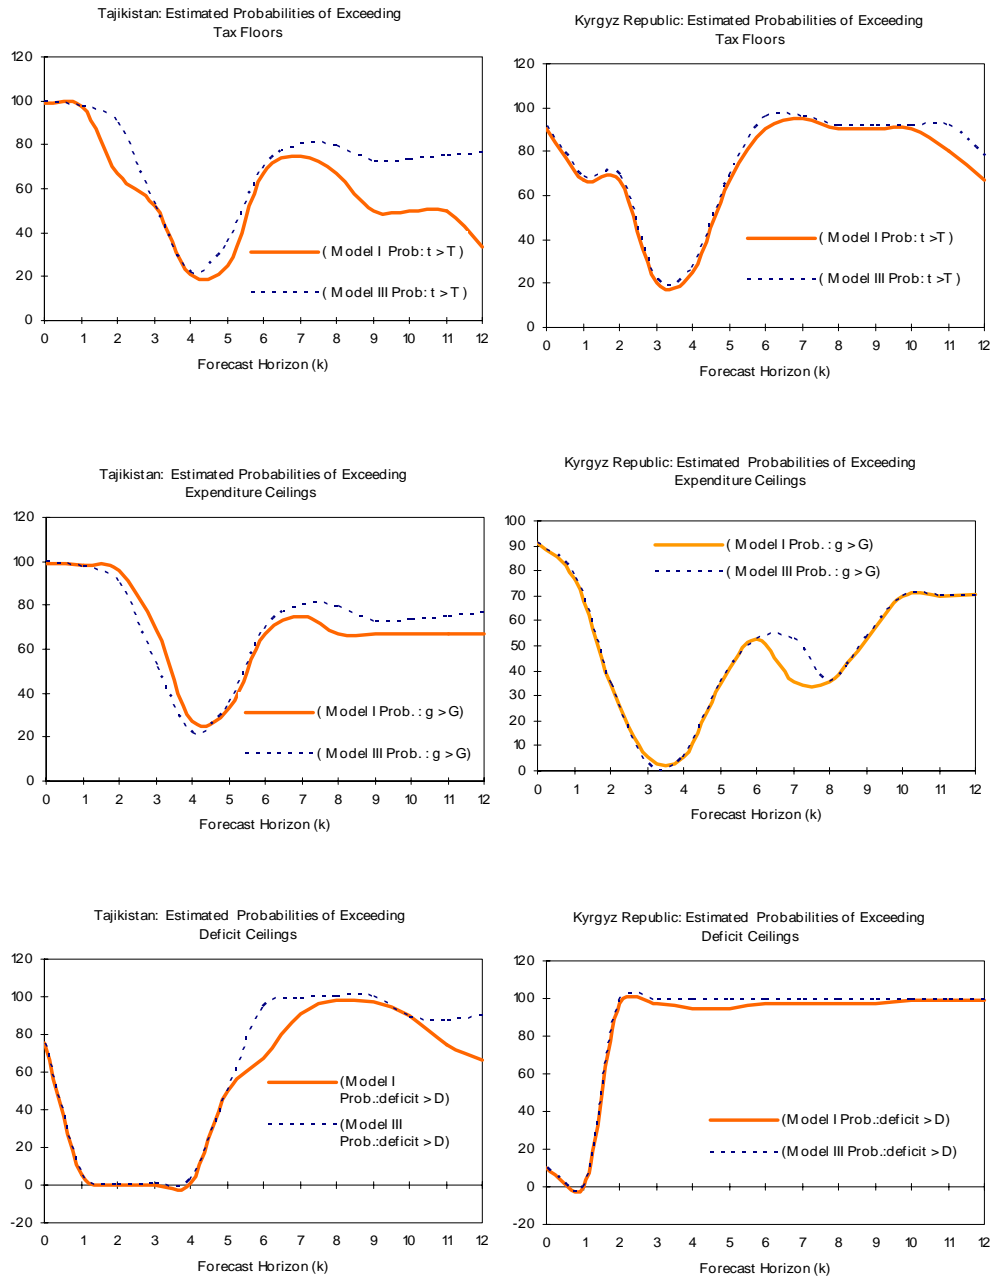 Tajikistan: Estimated Probabilities of Exceeding
Tax Floors
120
100
80
60
40
20
0
0 1 2 3 4 5 6 7 8 9 10 11 12
Forecast Horizon (k)
( Model I Prob: t >T )
( Model III Prob: t >T )
Kyrgyz Republic: Estimated Probabilities of Exceeding
Tax Floors
120
100
80
60
40
20
0
0 1 2 3 4 5 6 7 8 9 10 11 12
Forecast Horizon (k)
( Model I Prob: t >T )
( Model III Prob: t >T )
Tajikistan: Estimated Probabilities of Exceeding
Expenditure Ceilings
120
100
80
60
40
20
0
0 1 2 3 4 5 6 7 8 9 10 11 12
Forecast Horizon (k)
( Model I Prob. : g >G)
( Model III Prob. : g >G)
Kyrgyz Republic: Estimated Probabilities of Exceeding
Expenditure Ceilings
100
90
80
70
60
50
40
30
20
10
0
0 1 2 3 4 5 6 7 8 9 10 11 12
Forecast Horizon (k)
( Model I Prob. : g >G)
( Model III Prob. : g >G)
Tajikistan: Estimated Probabilities of Exceeding
Deficit Ceilings
120
100
80
60
40
20
0
-20
0 1 2 3 4 5 6 7 8 9 10 11 12
Forecast Horizon (k)
(Model I
Prob.:deficit >D)
(Model III
Prob.:deficit >D)
Kyrgyz Republic: Estimated Probabilities of Exceeding
Deficit Ceilings
120
100
80
60
40
20
0
-20
0 1 2 3 4 5 6 7 8 9 10 11 12
Forecast Horizon (k)
(Model I Prob.:deficit >D)
(Model III Prob.:deficit >D)